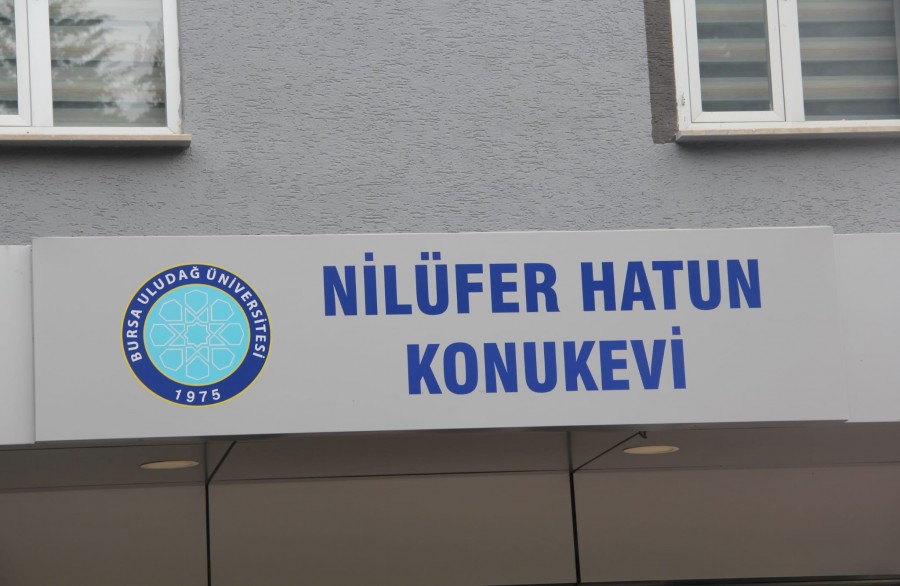 BURSA ULUDAĞ ÜNİVERSİTESİ
1975
NİLÜFER HATUN
KONUKEVİ